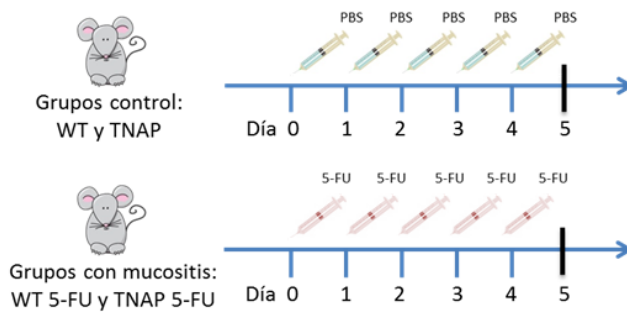 PBS PBS PBS PBS PBS
Grupos control:
WT y TNAP
Día 0 1 2 3 4 5
5-FU 5-FU 5-FU 5-FU 5-FU
Grupos con mucositis:
WT 5-FU y TNAP 5-FU
Día 0 1 2 3 4 5